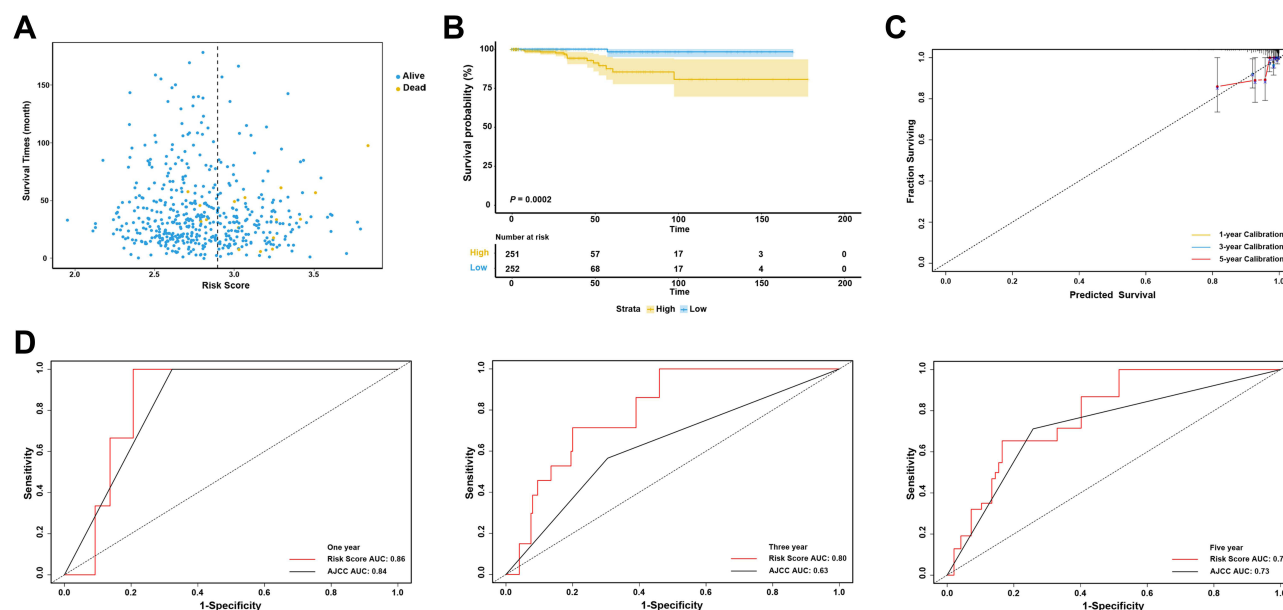 A
Survival Times (month)
150
100
50
0
2.0 2.5 3.0 3.5
Risk Score
Alive
Dead
B
Survival probability (%)
100
75
50
25
0
P = 0.0002
0 50 100 150 200
Time
Number at risk
High 251 57 17 3 0
Low 252 68 17 4 0
0 50 100 150 200
Time
Strata High Low
C
Fraction Surviving
1.0
0.8
0.6
0.4
0.2
0.0
1-year Calibration
3-year Calibration
5-year Calibration
0.0 0.2 0.4 0.6 0.8 1.0
Predicted Survival
D
Sensitivity
1.0
0.8
0.6
0.4
0.2
0.0
One year
Risk Score AUC: 0.86
AJCC AUC: 0.84
0.0 0.2 0.4 0.6 0.8 1.0
1-Specificity
Sensitivity
1.0
0.8
0.6
0.4
0.2
0.0
Three year
Risk Score AUC: 0.80
AJCC AUC: 0.63
0.0 0.2 0.4 0.6 0.8 1.0
1-Specificity
Sensitivity
1.0
0.8
0.6
0.4
0.2
0.0
Five year
Risk Score AUC: 0.7
AJCC AUC: 0.73
0.0 0.2 0.4 0.6 0.8 1.0
1-Specificity